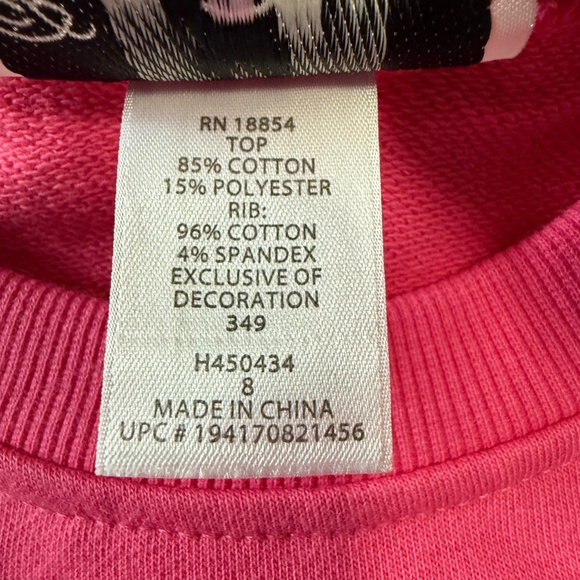 RN 18854
TOP
85% COTTON
15% POLYESTER
RIB:
96% COTTON
4% SPANDEX
EXCLUSIVE OF
DECORATION
349
H450434
8
MADE IN CHINA
UPC # 194170821456